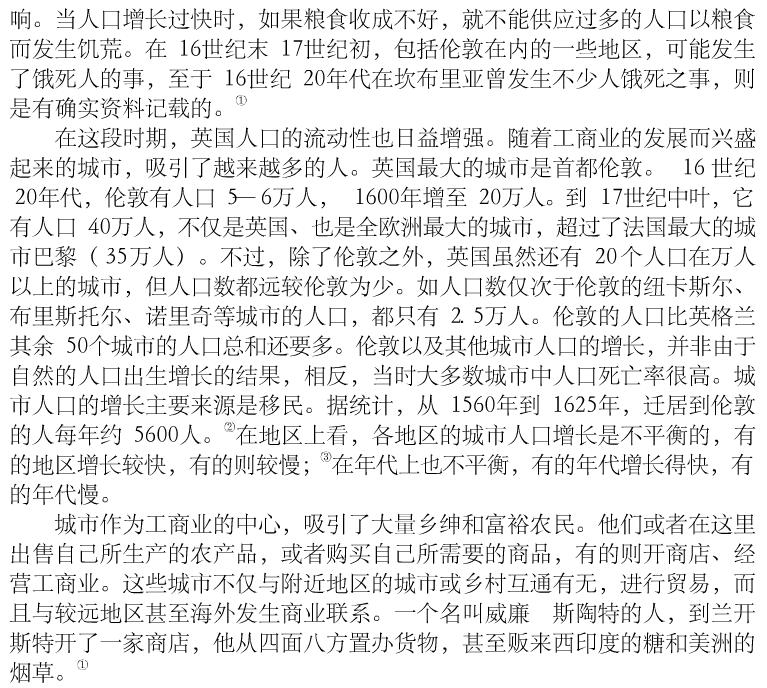 响。当人口增长过快时，如果粮食收成不好，就不能供应过多的人口以粮食
而发生饥荒。在 16世纪末 17世纪初，包括伦敦在内的一些地区，可能发生
了饿死人的事，至于 16世纪 20年代在坎布里亚曾发生不少人饿死之事，则
是有确实资料记载的。①
在这段时期，英国人口的流动性也日益增强。随着工商业的发展而兴盛
起来的城市，吸引了越来越多的人。英国最大的城市是首都伦敦。 16 世纪
20年代，伦敦有人口 5—6万人， 1600年增至 20万人。到 17世纪中叶，它
有人口 40万人，不仅是英国、也是全欧洲最大的城市，超过了法国最大的城
市巴黎（ 35万人）。不过，除了伦敦之外，英国虽然还有 20个人口在万人
以上的城市，但人口数都远较伦敦为少。如人口数仅次于伦敦的纽卡斯尔、
布里斯托尔、诺里奇等城市的人口，都只有 2. 5万人。伦敦的人口比英格兰
其余 50个城市的人口总和还要多。伦敦以及其他城市人口的增长，并非由于
自然的人口出生增长的结果，相反，当时大多数城市中人口死亡率很高。城
市人口的增长主要来源是移民。据统计，从 1560年到 1625年，迁居到伦敦
的人每年约 5600人。②在地区上看，各地区的城市人口增长是不平衡的，有
的地区增长较快，有的则较慢；③在年代上也不平衡，有的年代增长得快，有
的年代慢。
城市作为工商业的中心，吸引了大量乡绅和富裕农民。他们或者在这里
出售自己所生产的农产品，或者购买自己所需要的商品，有的则开商店、经
营工商业。这些城市不仅与附近地区的城市或乡村互通有无，进行贸易，而
且与较远地区甚至海外发生商业联系。一个名叫威廉 斯陶特的人，到兰开
斯特开了一家商店，他从四面八方置办货物，甚至贩来西印度的糖和美洲的
烟草。①